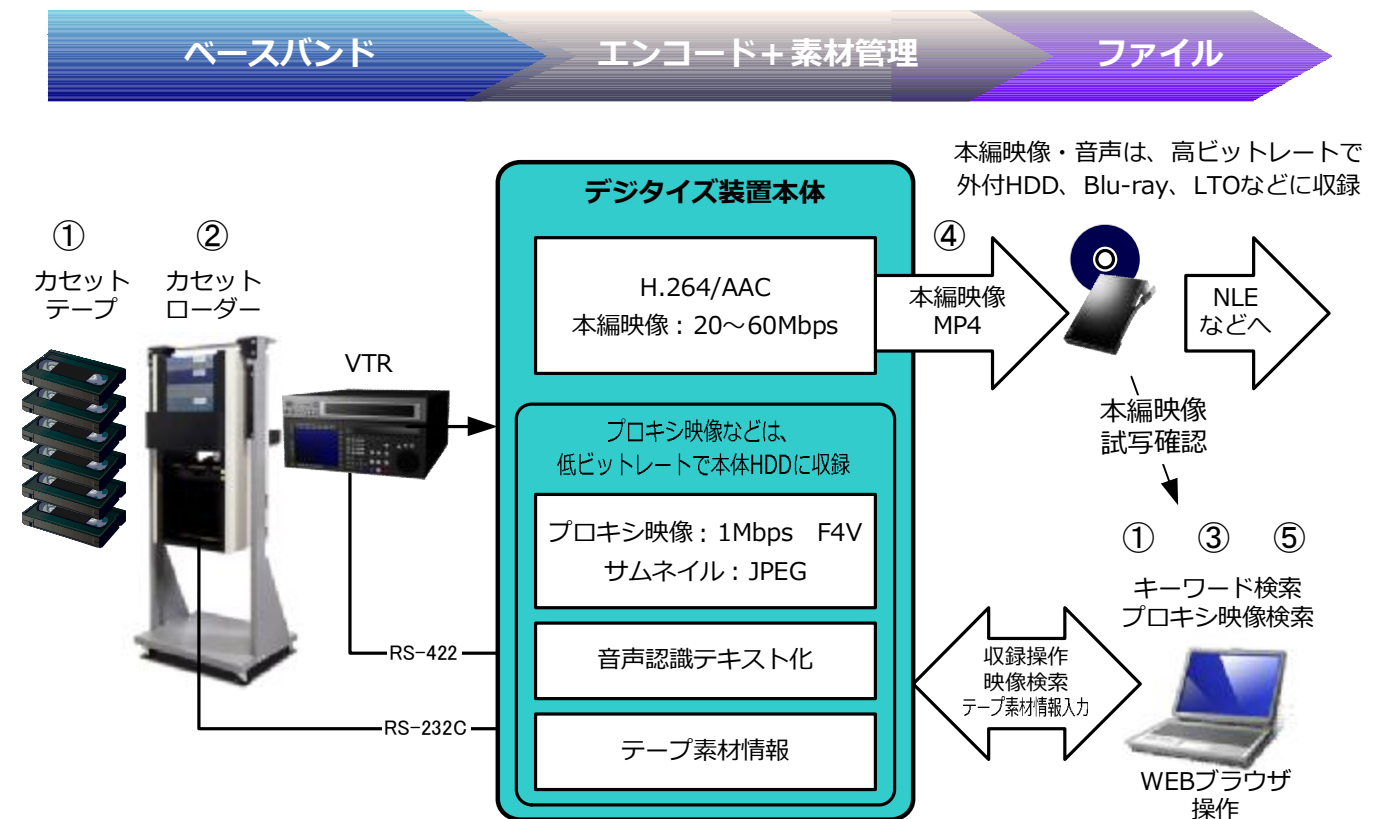 ベースバンド
エンコード+素材管理
ファイル
本編映像・音声は、高ビットレートで
外付HDD、Blu-ray、LTOなどに収録
デジタイズ装置本体
①
カセット
テープ
②
カセット
ローダー
VTR
H.264/AAC
本編映像：20～60Mbps
④
本編映像
MP4
NLE
などへ
本編映像
試写確認
プロキシ映像などは、
低ビットレートで本体HDDに収録
プロキシ映像：1Mbps　F4V
サムネイル：JPEG
音声認識テキスト化
テープ素材情報
RS-422
RS-232C
① ③ ⑤
キーワード検索
プロキシ映像検索
収録操作
映像検索
テープ素材情報入力
WEBブラウザ
操作